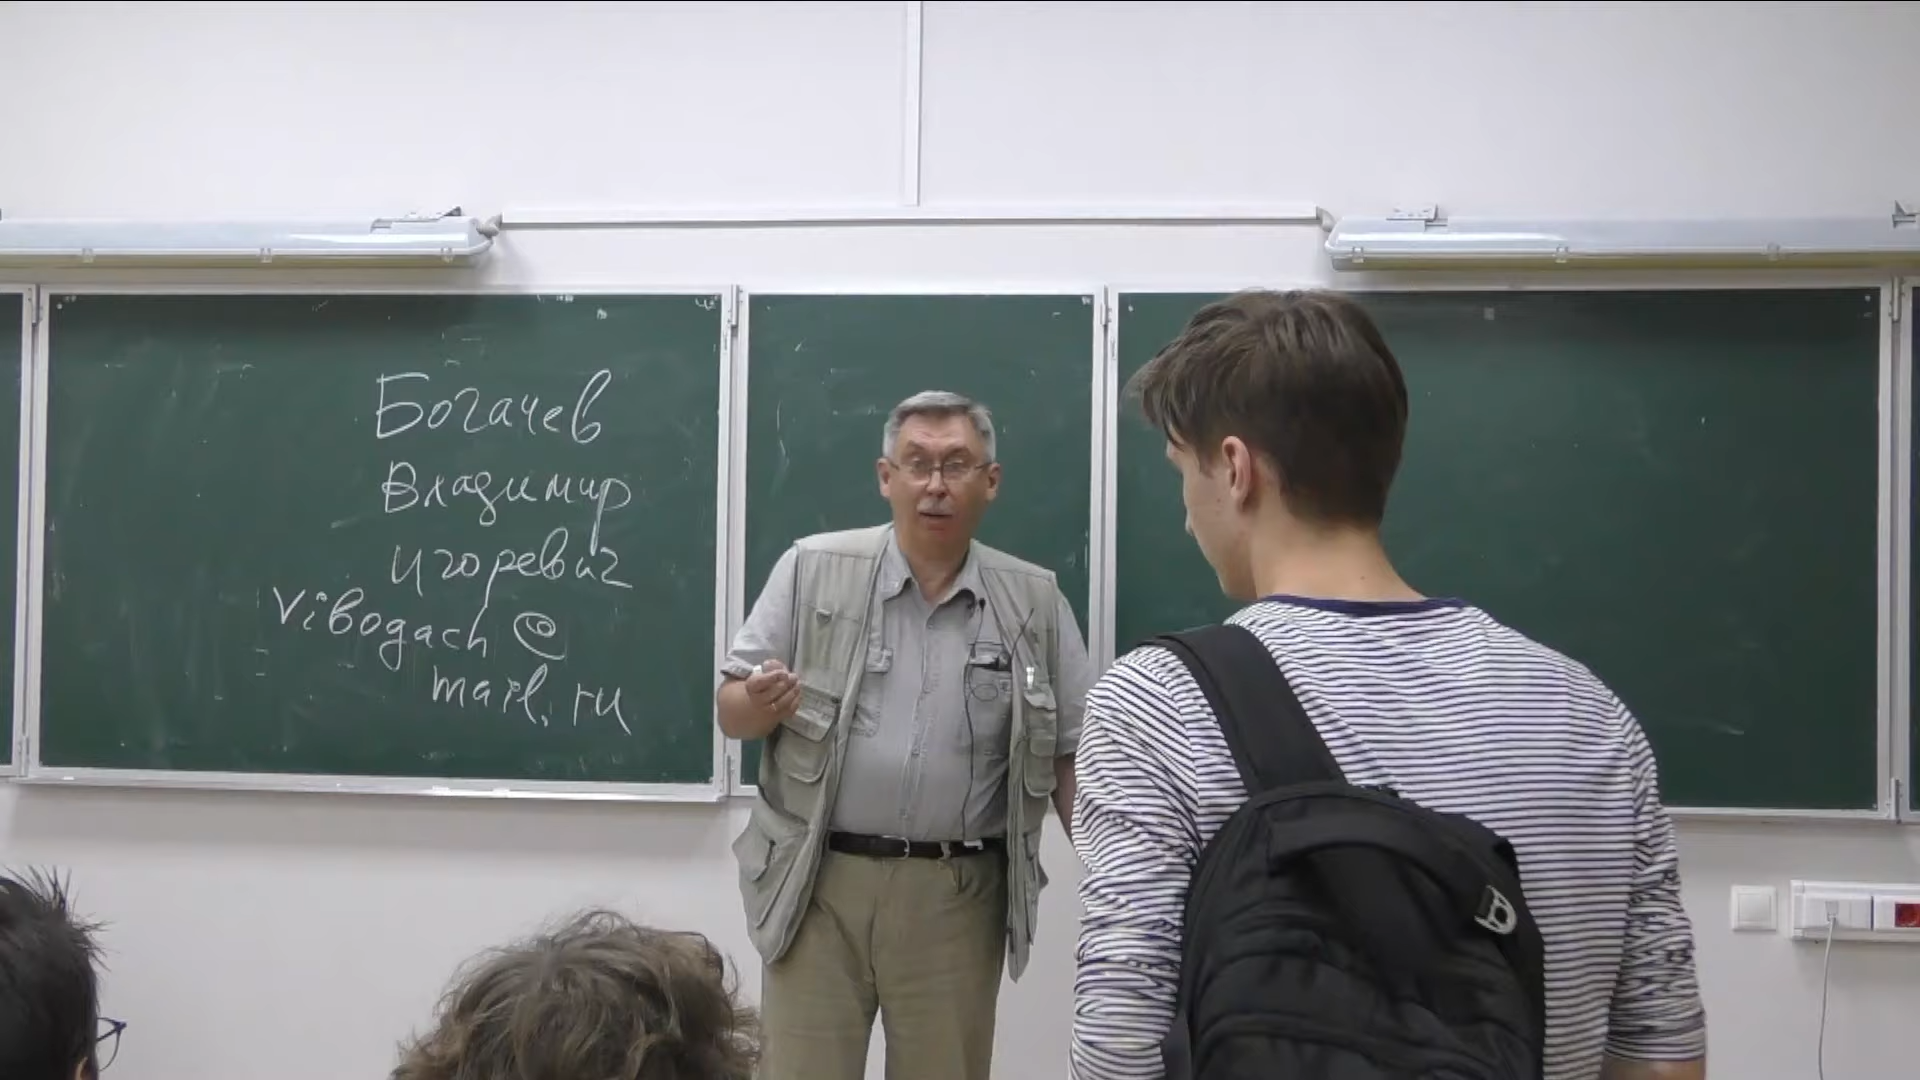 Богачев
Владимир
Игоревич
vibogach@
mail.ru